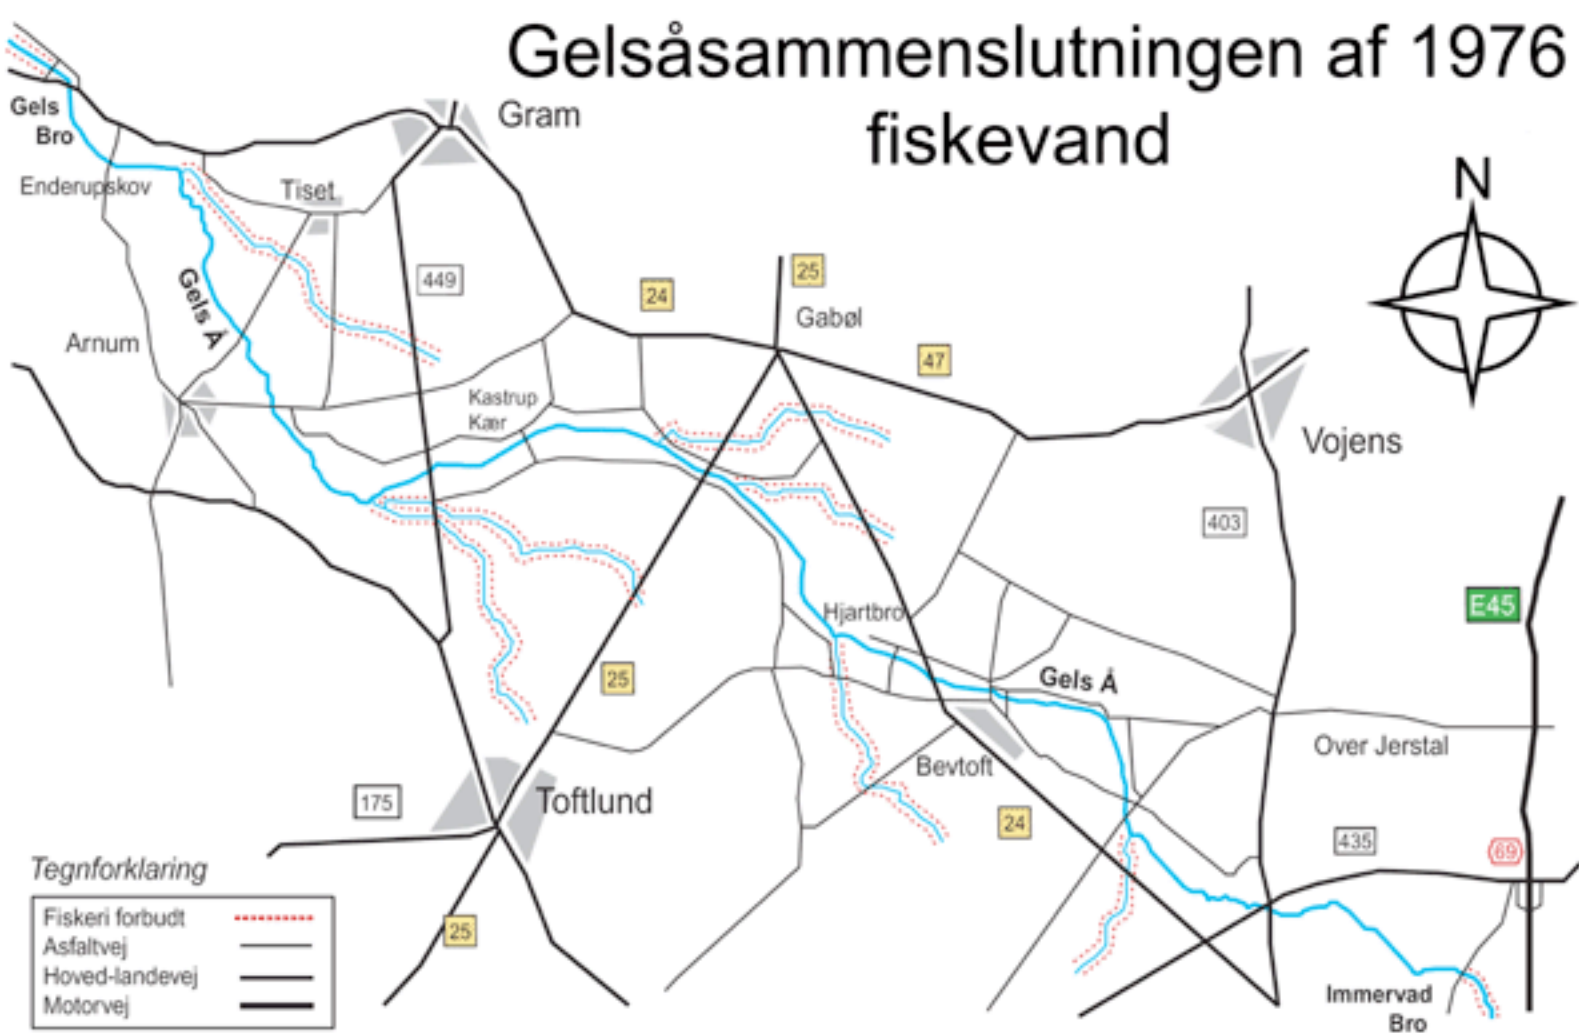 Gelsåsammenslutningen af 1976
fiskevand
Gels
Bro
Gram
Enderupskov
Tiset
N
Gels Å
449
24
25
Gabøl
Arnum
47
Kastrup
Kær
Vojens
403
E45
Hjartbro
25
Gels Å
Over Jerstal
Bevtoft
175
Toftlund
24
435
69
Tegnforklaring
Fiskeri forbudt
Asfaltvej
Hoved-landevej
Motorvej
25
Immervad
Bro